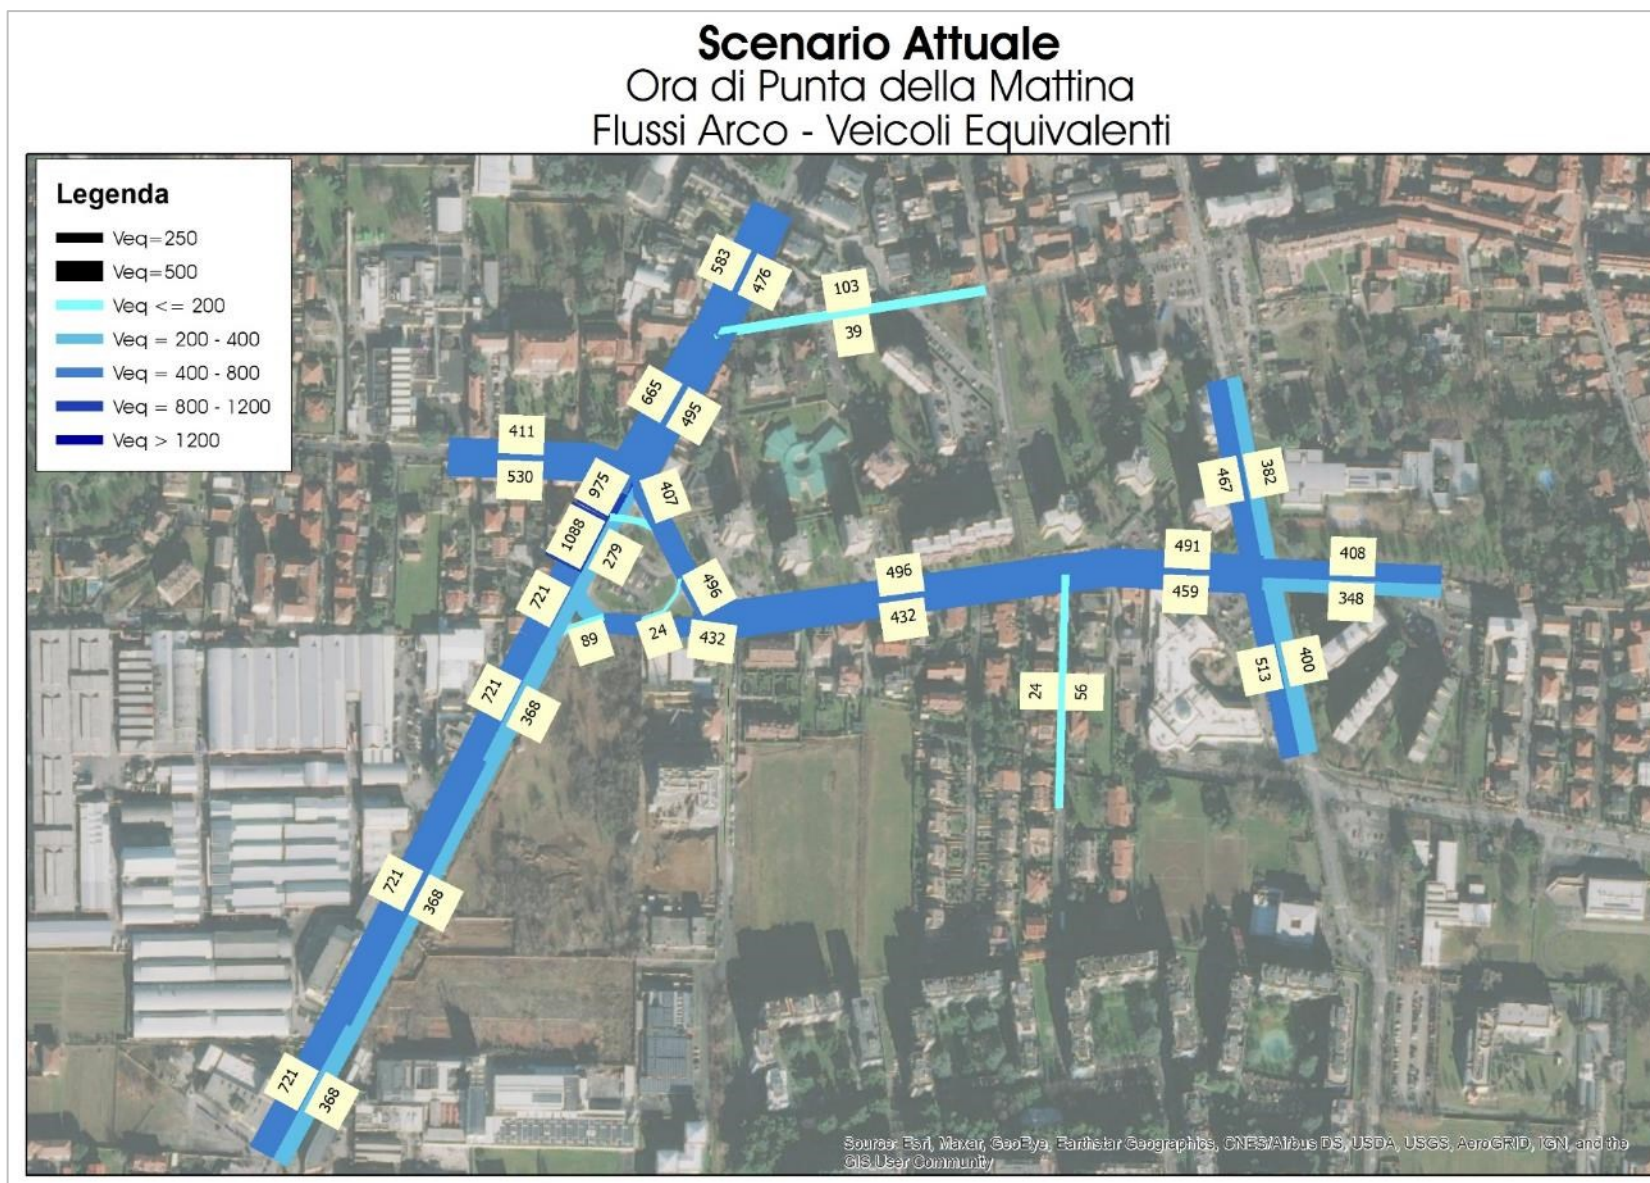 Scenario Attuale
Ora di Punta della Mattina
Flussi Arco - Veicoli Equivalenti
Legenda
Veq=250
Veq=500
Veq <= 200
Veq = 200 - 400
Veq = 400 - 800
Veq = 800 - 1200
Veq > 1200
583
476
103
39
665
495
411
530
975
407
1088
279
721
496
89
24
432
496
432
491
459
467
382
408
348
513
400
24
56
721
368
721
368
721
368
Source: Esri, Maxar, GeoEye, Earthstar Geographics, CNES/Airbus DS, USDA, USGS, AeroGRID, IGN, and the
GIS User Community